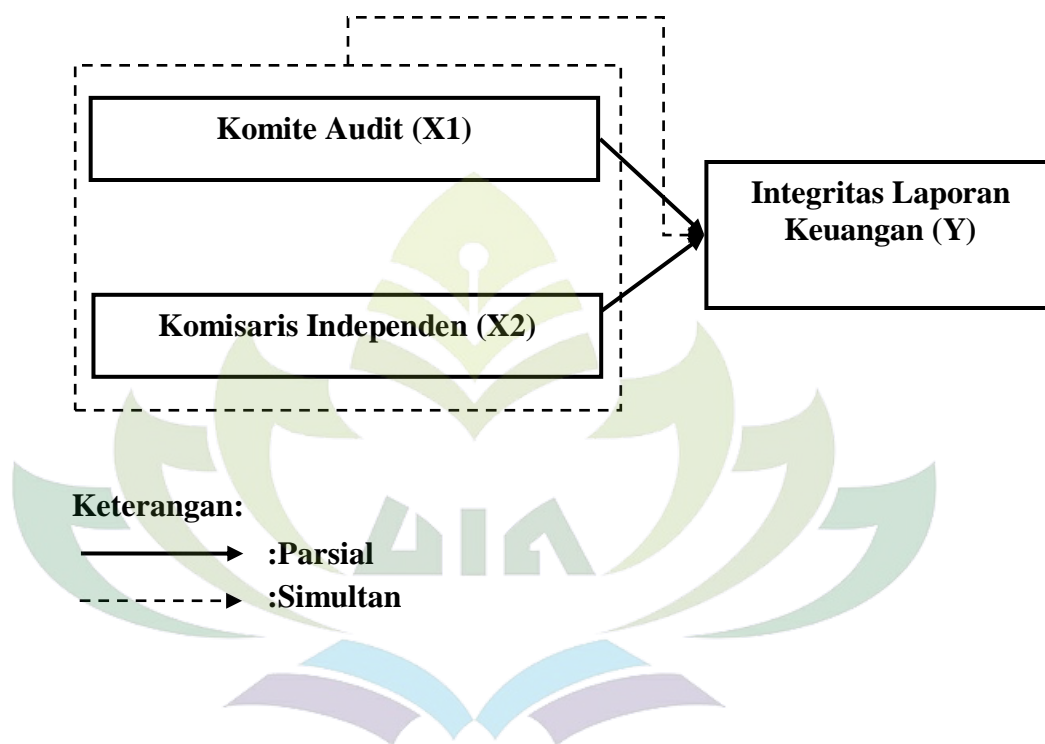 Komite Audit (X1)
Integritas Laporan
Keuangan (Y)
Komisaris Independen (X2)
Keterangan:
:Parsial
:Simultan